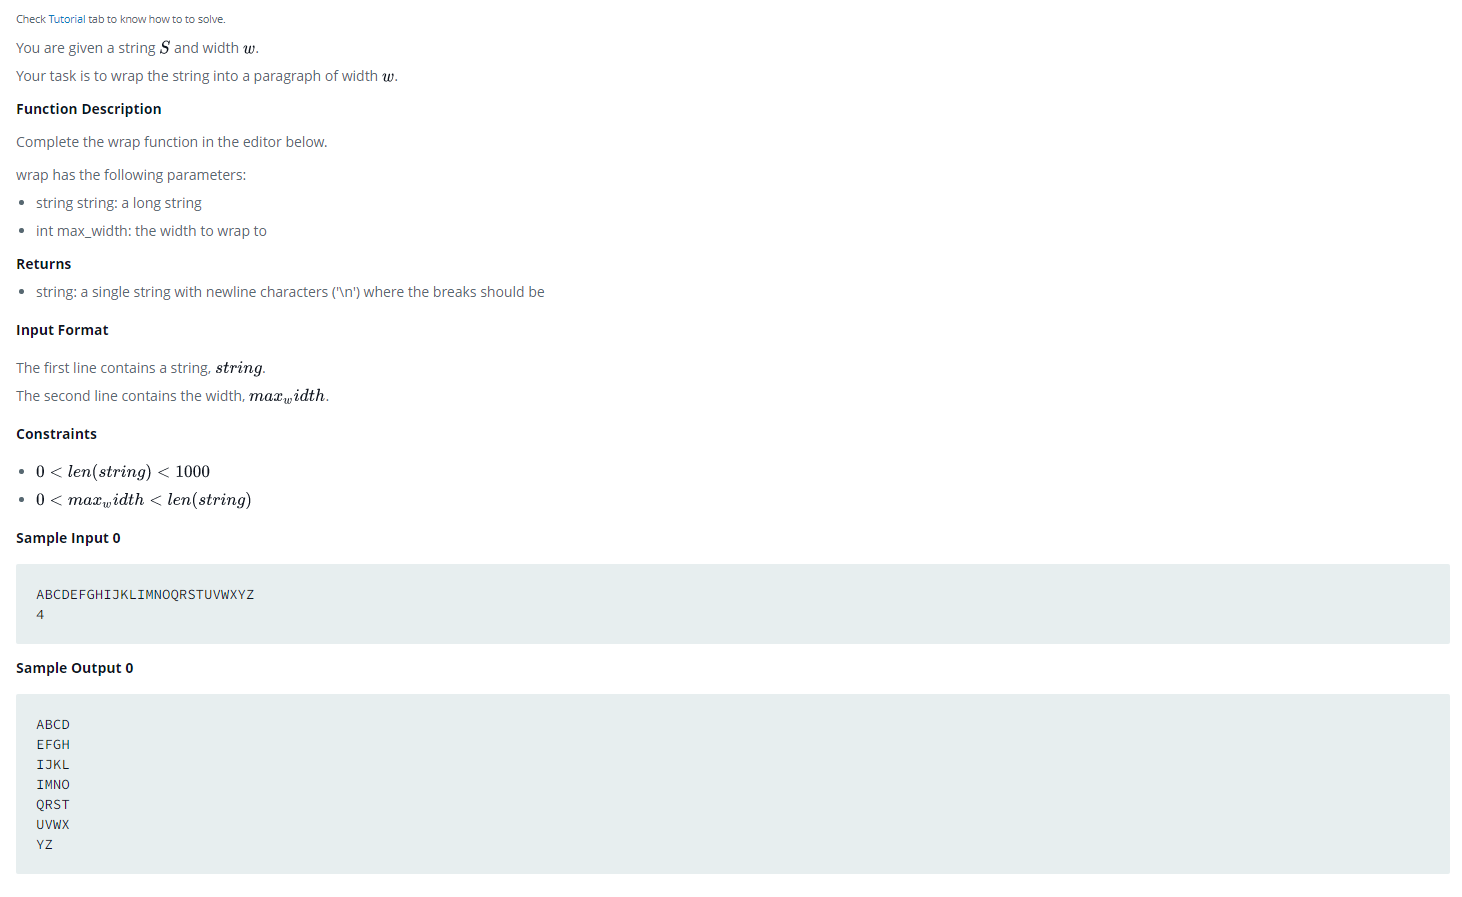 Check Tutorial tab to know how to to solve.
You are given a string S and width w.
Your task is to wrap the string into a paragraph of width w.
Function Description
Complete the wrap function in the editor below.
wrap has the following parameters:
• string string: a long string
• int max_width: the width to wrap to
Returns
• string: a single string with newline characters ('\n') where the breaks should be
Input Format
The first line contains a string, string.
The second line contains the width, max_width.
Constraints
• 0 < len(string) < 1000
• 0 < max_width < len(string)
Sample Input 0
ABCDEFGHIJKLIMNOQRSTUVWXYZ
4
Sample Output 0
ABCD
EFGH
IJKL
IMNO
QRST
UVWX
YZ